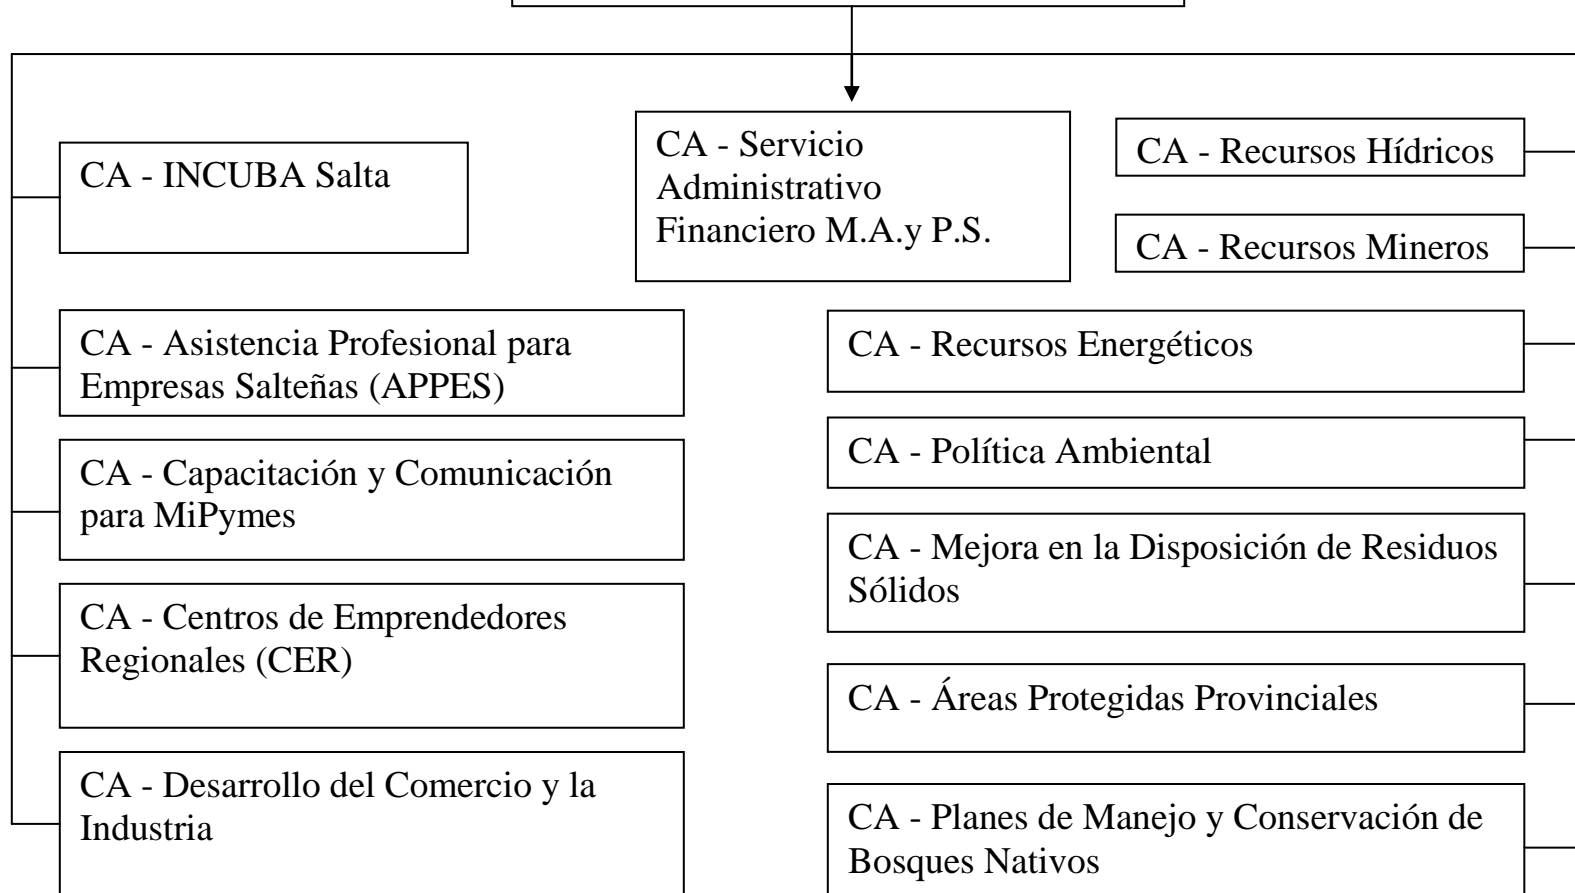 CA - INCUBA Salta
CA - Servicio
Administrativo
Financiero M.A.y P.S.
CA - Recursos Hídricos
CA - Recursos Mineros
CA - Asistencia Profesional para
Empresas Salteñas (APPES)
CA - Capacitación y Comunicación
para MiPymes
CA - Centros de Emprendedores
Regionales (CER)
CA - Desarrollo del Comercio y la
Industria
CA - Recursos Energéticos
CA - Política Ambiental
CA - Mejora en la Disposición de Residuos
Sólidos
CA - Áreas Protegidas Provinciales
CA - Planes de Manejo y Conservación de
Bosques Nativos